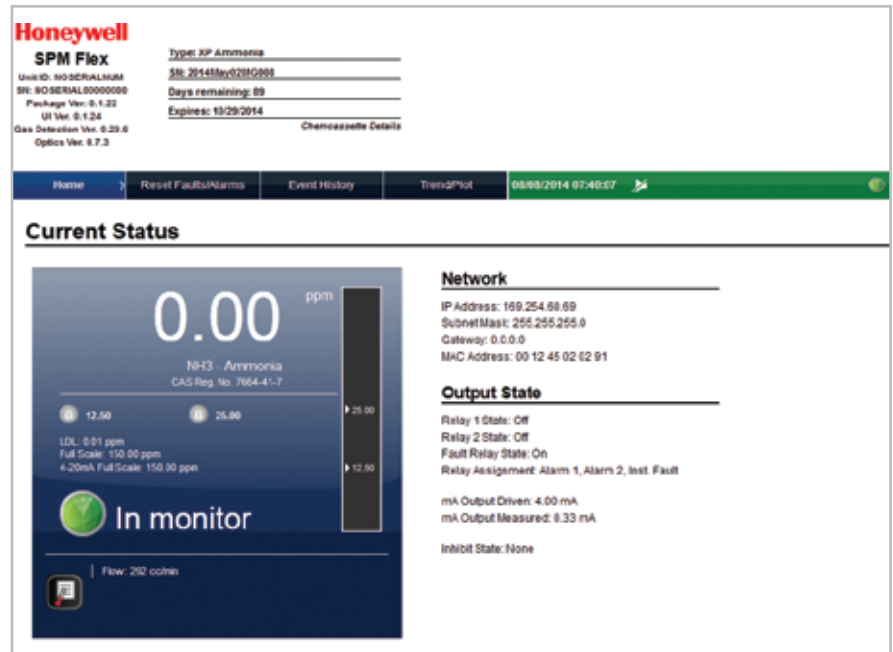 Honeywell
SPM Flex
Unit ID: NOSERIALNUM
SN: NOSERIAL00000000
Package Ver. 0.1.22
UI Ver. 0.1.24
Gas Detection Ver. 0.29.6
Optics Ver. 0.7.3
Type: XP Ammonia
Days remaining: 89
Expires: 10/29/2014
Chemcassette Details
Home
Reset Faults/Alarms
Event History
Trend/Plot
08/08/2014 07:40:07
Current Status
0.00 ppm
NH3 - Ammonia
CAS Reg. No. 7664-41-7
12.50
25.00
LDL: 0.01 ppm
Full Scale: 150.00 ppm
4-20mA Full Scale: 150.00 ppm
25.00
12.50
In monitor
Flow: 292 cc/min
Network
IP Address: 169.254.60.69
Subnet Mask: 255.255.255.0
Gateway: 0.0.0.0
MAC Address: 00 12 45 02 02 91
Output State
Relay 1 State: Off
Relay 2 State: Off
Fault Relay State: On
Relay Assignment: Alarm 1, Alarm 2, Inst. Fault
mA Output Driven: 4.00 mA
mA Output Measured: 0.33 mA
Inhibit State: None